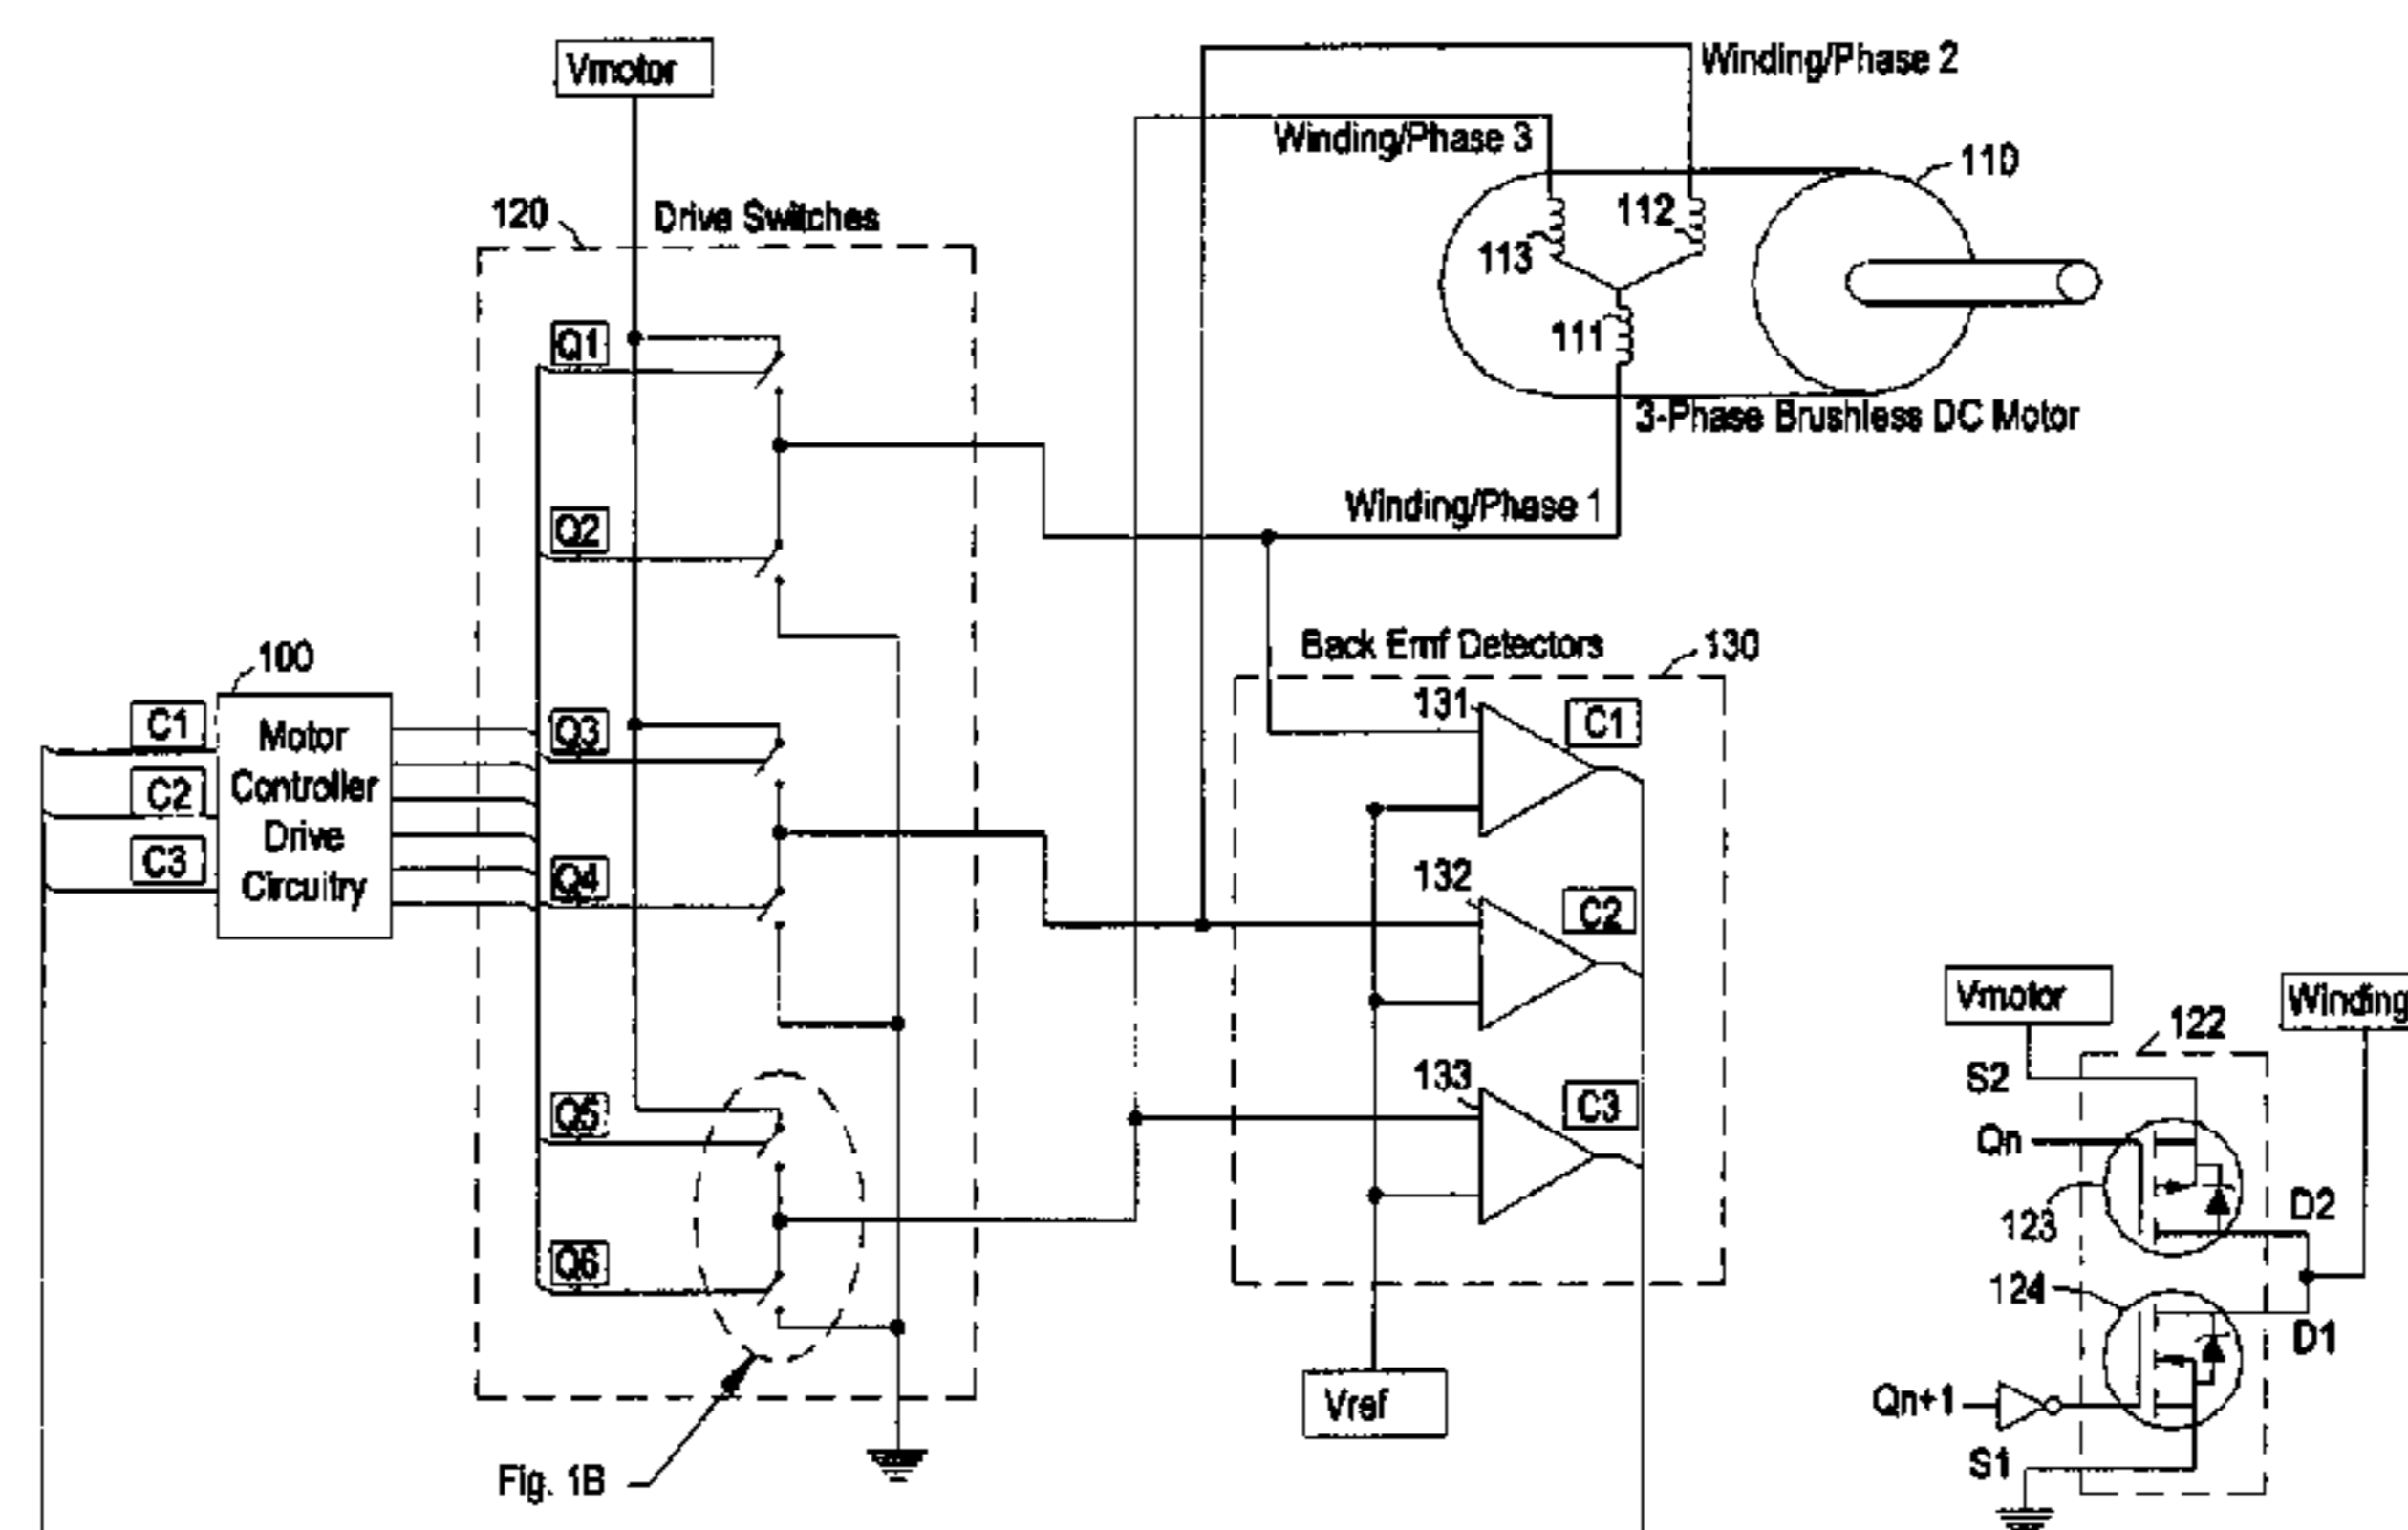 Vmotor
Winding/Phase 2
Winding/Phase 3
110
120
Drive Switches
112
113
Q1
111
3-Phase Brushless DC Motor
Q2
Winding/Phase 1
100
Back Emf Detectors
130
131
C1
C1
Motor
Controller
Drive
Circuitry
Q3
C2
C3
Q4
132
C2
Vmotor
Winding
122
S2
133
C3
Q5
Qn
D2
123
Q6
124
D1
Vref
Qn+1
S1
Fig. 1B